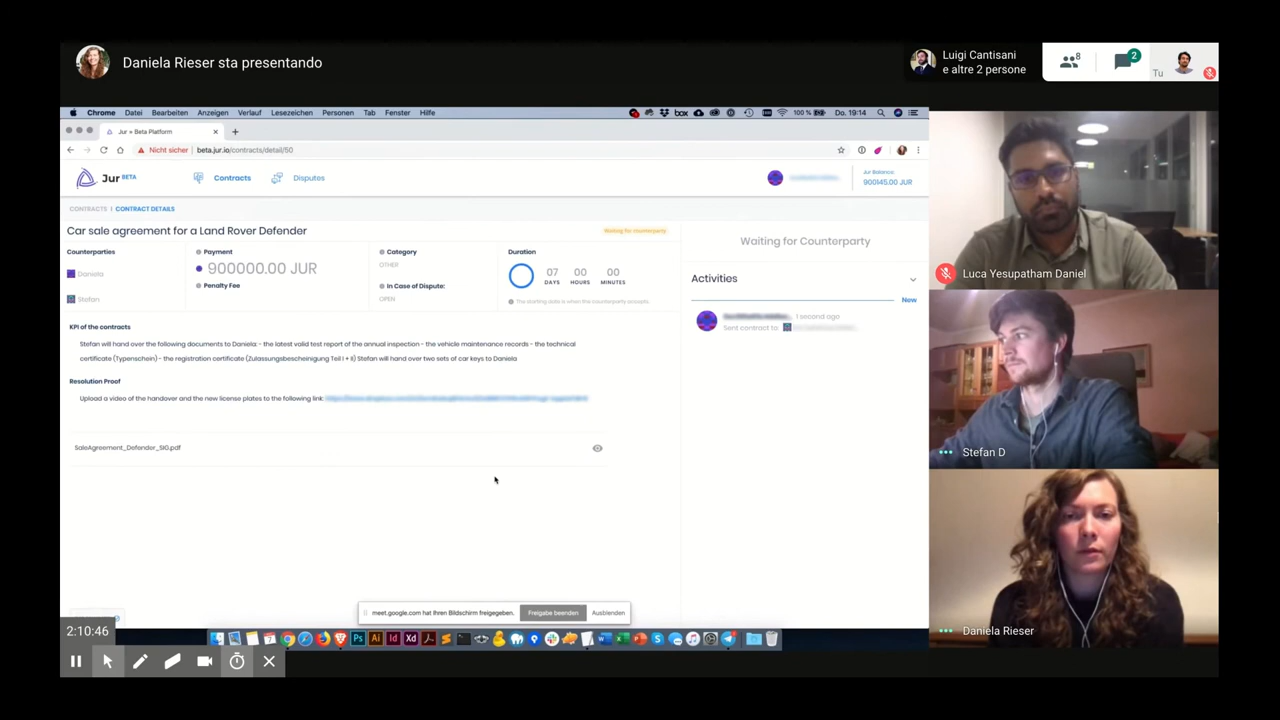 Daniela Rieser sta presentando
Luigi Cantisani
e altre 2 persone
8
2
Tu
Chrome Datei Bearbeiten Anzeigen Verlauf Lesezeichen Personen Tab Fenster Hilfe
box
100 %
Do. 19:14
Jur » Beta Platform
Nicht sicher
beta.jur.io/contracts/detail/50
Jur BETA
Contracts
Disputes
Jur Balance:
900145.00 JUR
CONTRACTS
CONTRACT DETAILS
Car sale agreement for a Land Rover Defender
Waiting for counterparty
Counterparties
Daniela
Stefan
Payment
900000.00 JUR
Penalty Fee
Category
OTHER
In Case of Dispute:
OPEN
Duration
07 00 00
DAYS HOURS MINUTES
The starting date is when the counterparty accepts.
KPI of the contracts
Stefan will hand over the following documents to Daniela: - the latest valid test report of the annual inspection - the vehicle maintenance records - the technical
certificate (Typenschein) - the registration certificate (Zulassungsbescheinigung Teil I + II) Stefan will hand over two sets of car keys to Daniela
Resolution Proof
Upload a video of the handover and the new license plates to the following link:
SaleAgreement_Defender_StG.pdf
Waiting for Counterparty
Activities
New
1 second ago
Sent contract to:
meet.google.com hat Ihren Bildschirm freigegeben.
Freigabe beenden
Ausblenden
Ps Ai Id Xd
Luca Yesupatham Daniel
Stefan D
Daniela Rieser
2:10:46